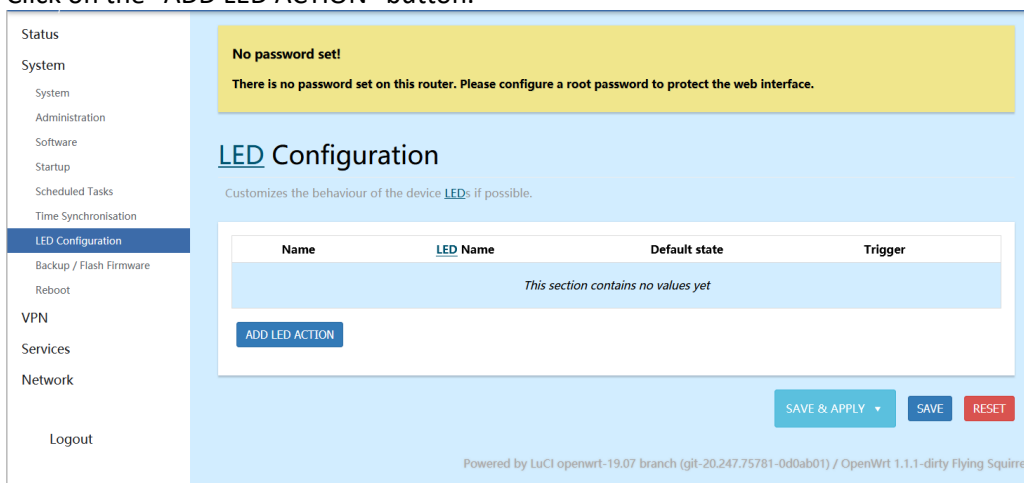 Click on the "ADD LED ACTION" button.
Status
System
System
Administration
Software
Startup
Scheduled Tasks
Time Synchronisation
LED Configuration
Backup / Flash Firmware
Reboot
VPN
Services
Network
Logout
No password set!
There is no password set on this router. Please configure a root password to protect the web interface.
LED Configuration
Customizes the behaviour of the device LEDs if possible.
Name LED Name Default state Trigger
This section contains no values yet
ADD LED ACTION
SAVE & APPLY SAVE RESET
Powered by LuCI openwrt-19.07 branch (git-20.247.75781-0d0ab01) / OpenWrt 1.1.1-dirty Flying Squirre